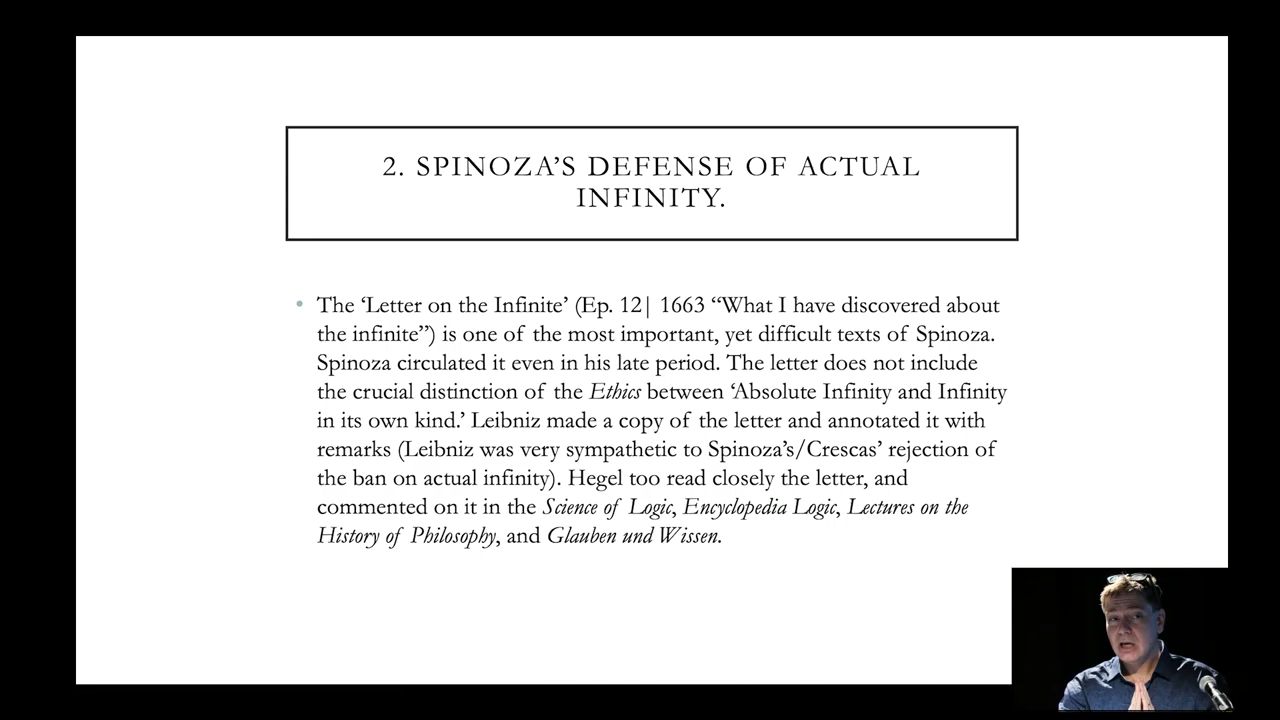 2. SPINOZA’S DEFENSE OF ACTUAL
INFINITY.
• The ‘Letter on the Infinite’ (Ep. 12| 1663 “What I have discovered about
the infinite”) is one of the most important, yet difficult texts of Spinoza.
Spinoza circulated it even in his late period. The letter does not include
the crucial distinction of the Ethics between ‘Absolute Infinity and Infinity
in its own kind.’ Leibniz made a copy of the letter and annotated it with
remarks (Leibniz was very sympathetic to Spinoza’s/Crescas’ rejection of
the ban on actual infinity). Hegel too read closely the letter, and
commented on it in the Science of Logic, Encyclopedia Logic, Lectures on the
History of Philosophy, and Glauben und Wissen.